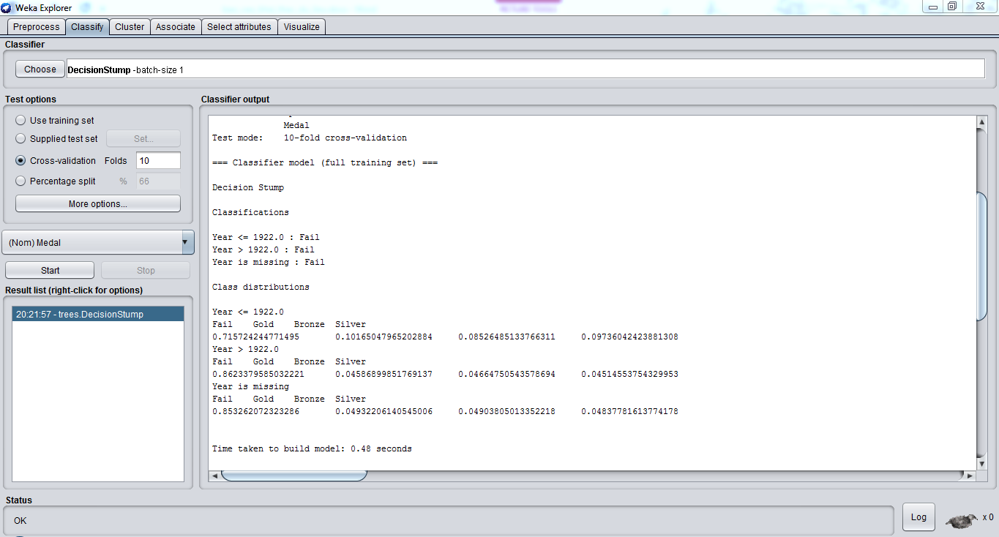 Weka Explorer
Preprocess Classify Cluster Associate Select attributes Visualize
Classifier
Choose DecisionStump -batch-size 1
Test options
Use training set
Supplied test set Set...
Cross-validation Folds 10
Percentage split % 66
More options...
(Nom) Medal
Start Stop
Result list (right-click for options)
20:21:57 - trees.DecisionStump
Classifier output
Medal
Test mode: 10-fold cross-validation
=== Classifier model (full training set) ===
Decision Stump
Classifications
Year <= 1922.0 : Fail
Year > 1922.0 : Fail
Year is missing : Fail
Class distributions
Year <= 1922.0
Fail Gold Bronze Silver
0.715724244771495 0.10165047965202884 0.08526485133766311 0.09736042423881308
Year > 1922.0
Fail Gold Bronze Silver
0.8623379585032221 0.04586899851769137 0.04664750543578694 0.04514553754329953
Year is missing
Fail Gold Bronze Silver
0.853262072323286 0.04932206140545006 0.04903805013352218 0.04837781613774178
Time taken to build model: 0.48 seconds
Status
OK
Log x 0